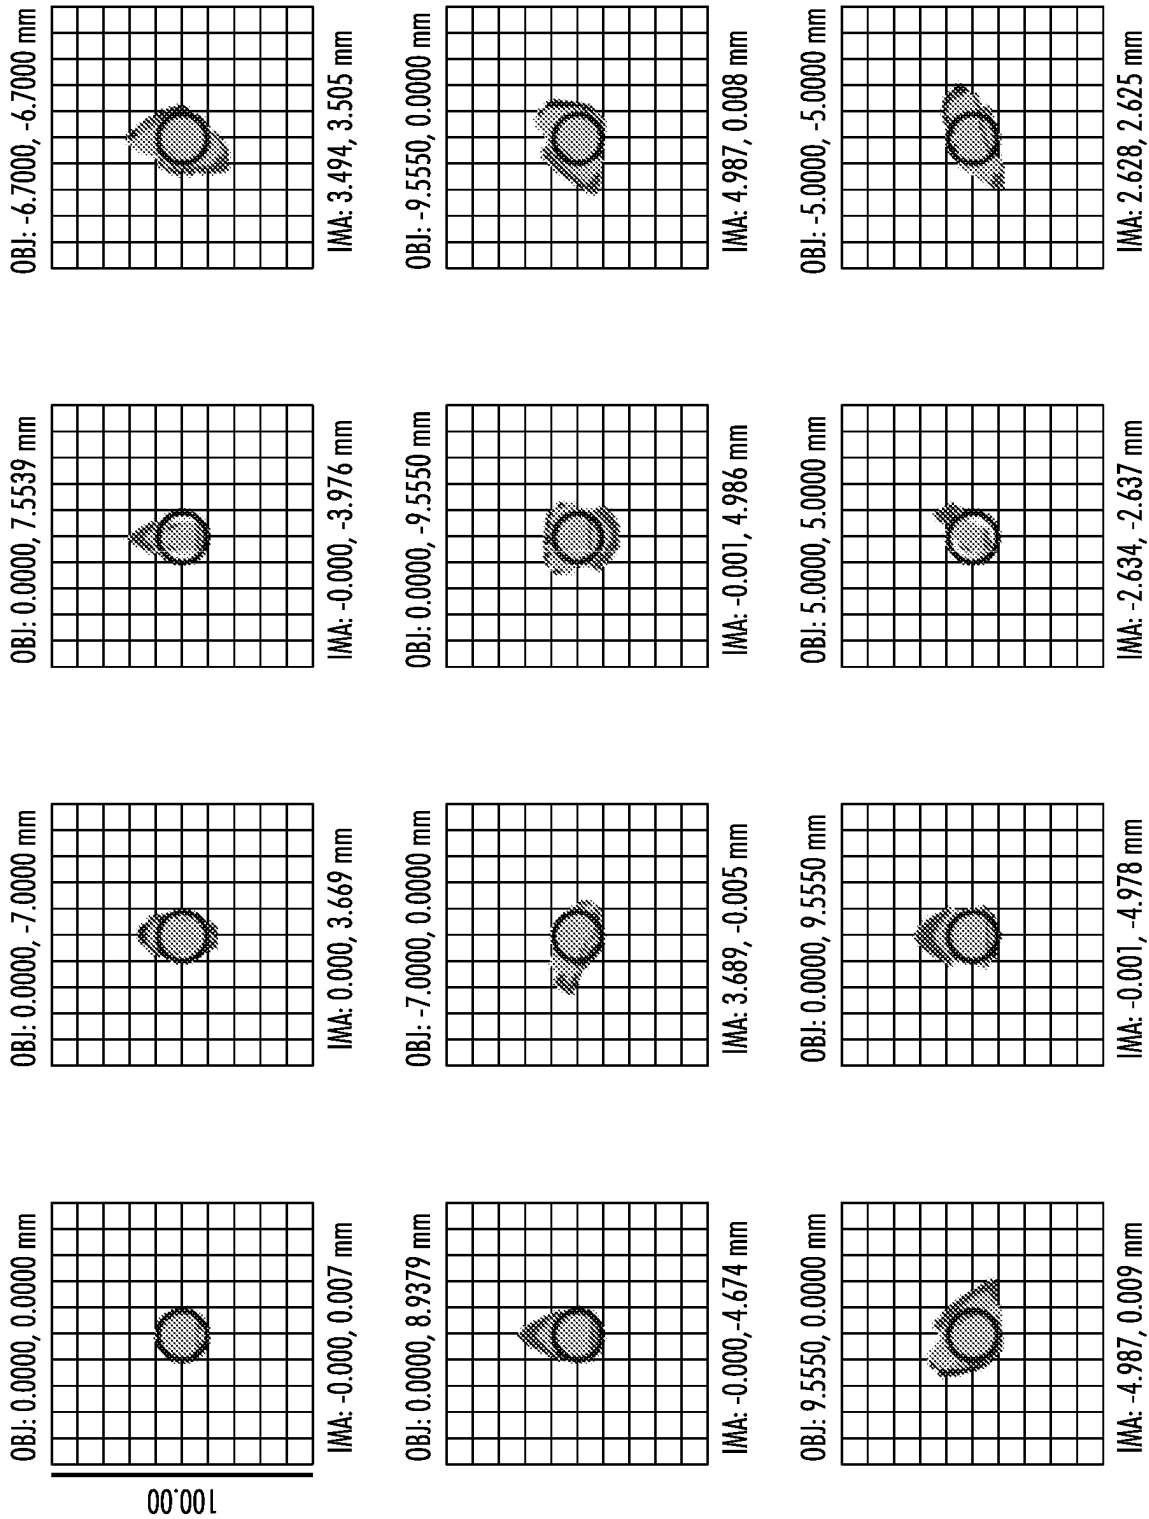 OBJ: 0.0000, 0.0000 mm
100.00
IMA: -0.000, 0.007 mm
OBJ: 0.0000, -7.0000 mm
IMA: 0.000, 3.669 mm
OBJ: 0.0000, 7.5539 mm
IMA: -0.000, -3.976 mm
OBJ: -6.7000, -6.7000 mm
IMA: 3.494, 3.505 mm
OBJ: 0.0000, 8.9379 mm
IMA: -0.000,-4.674 mm
OBJ: -7.0000, 0.0000 mm
IMA: 3.689, -0.005 mm
OBJ: 0.0000, -9.5550 mm
IMA: -0.001, 4.986 mm
OBJ: -9.5550, 0.0000 mm
IMA: 4.987, 0.008 mm
OBJ: 9.5550, 0.0000 mm
IMA: -4.987, 0.009 mm
OBJ: 0.0000, 9.5550 mm
IMA: -0.001, -4.978 mm
OBJ: 5.0000, 5.0000 mm
IMA: -2.634, -2.637 mm
OBJ: -5.0000, -5.0000 mm
IMA: 2.628, 2.625 mm